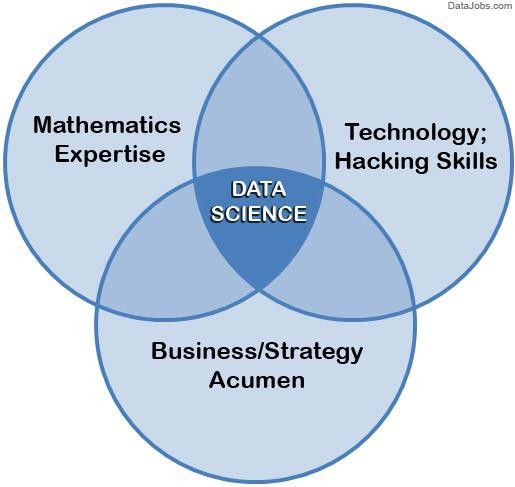 DataJobs.com
Mathematics
Expertise
Technology;
Hacking Skills
DATA
SCIENCE
Business/Strategy
Acumen